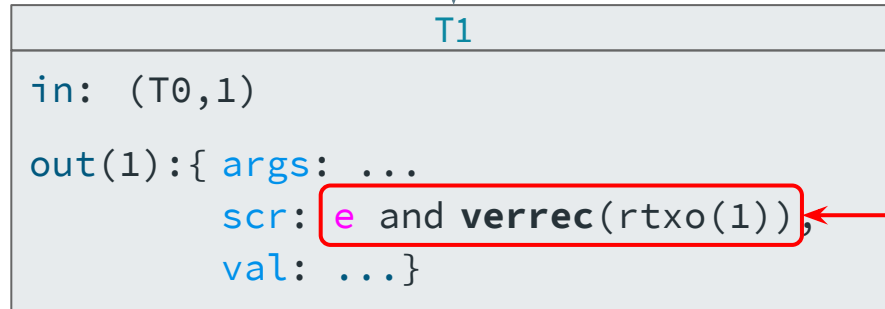 T1
in: (T0,1)
out(1):{ args: ...
scr: e and verrec(rtxo(1)),
val: ...}